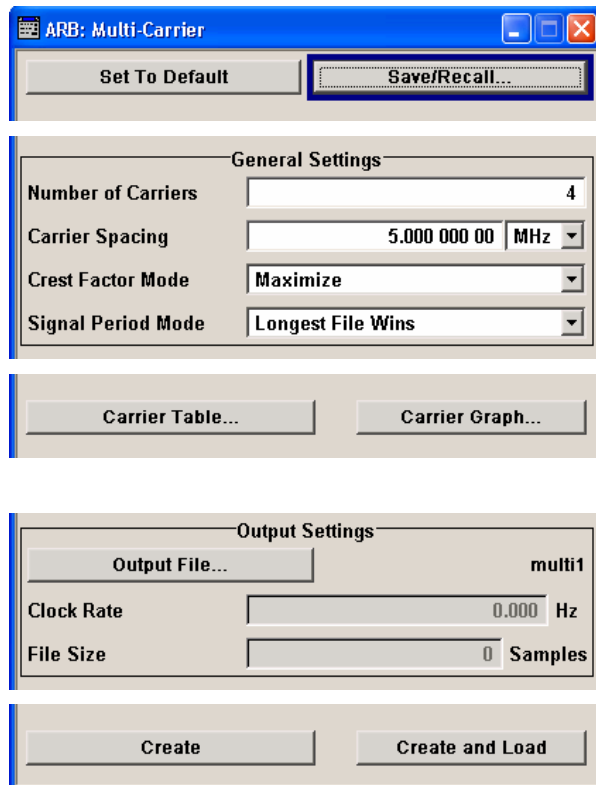 ARB: Multi-Carrier
Set To Default Save/Recall...
General Settings
Number of Carriers 4
Carrier Spacing 5.000 000 00 MHz
Crest Factor Mode Maximize
Signal Period Mode Longest File Wins
Carrier Table... Carrier Graph...
Output Settings
Output File... multi1
Clock Rate 0.000 Hz
File Size 0 Samples
Create Create and Load